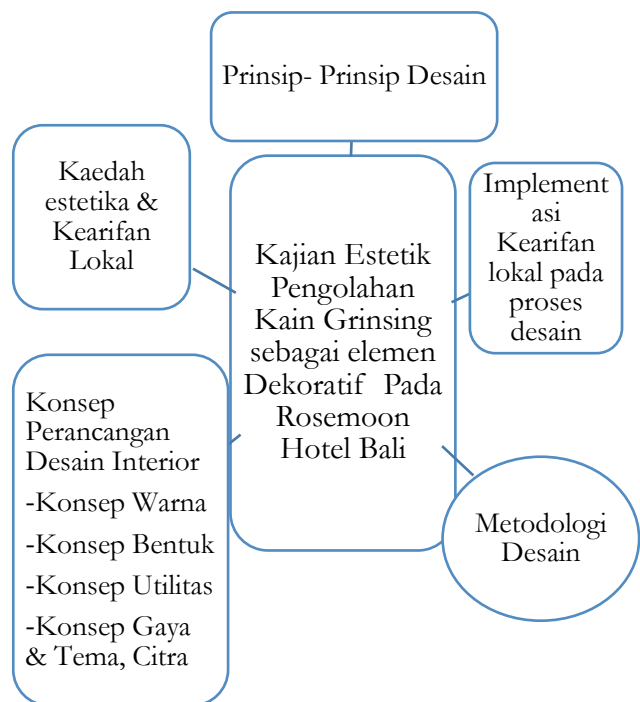 Prinsip- Prinsip Desain
Kaedah
estetika &
Kearifan
Lokal
Kajian Estetik
Pengolahan
Kain Grinsing
sebagai elemen
Dekoratif Pada
Rosemoon
Hotel Bali
Implement
asi
Kearifan
lokal pada
proses
desain
Konsep
Perancangan
Desain Interior
-Konsep Warna
-Konsep Bentuk
-Konsep Utilitas
-Konsep Gaya
& Tema, Citra
Metodologi
Desain